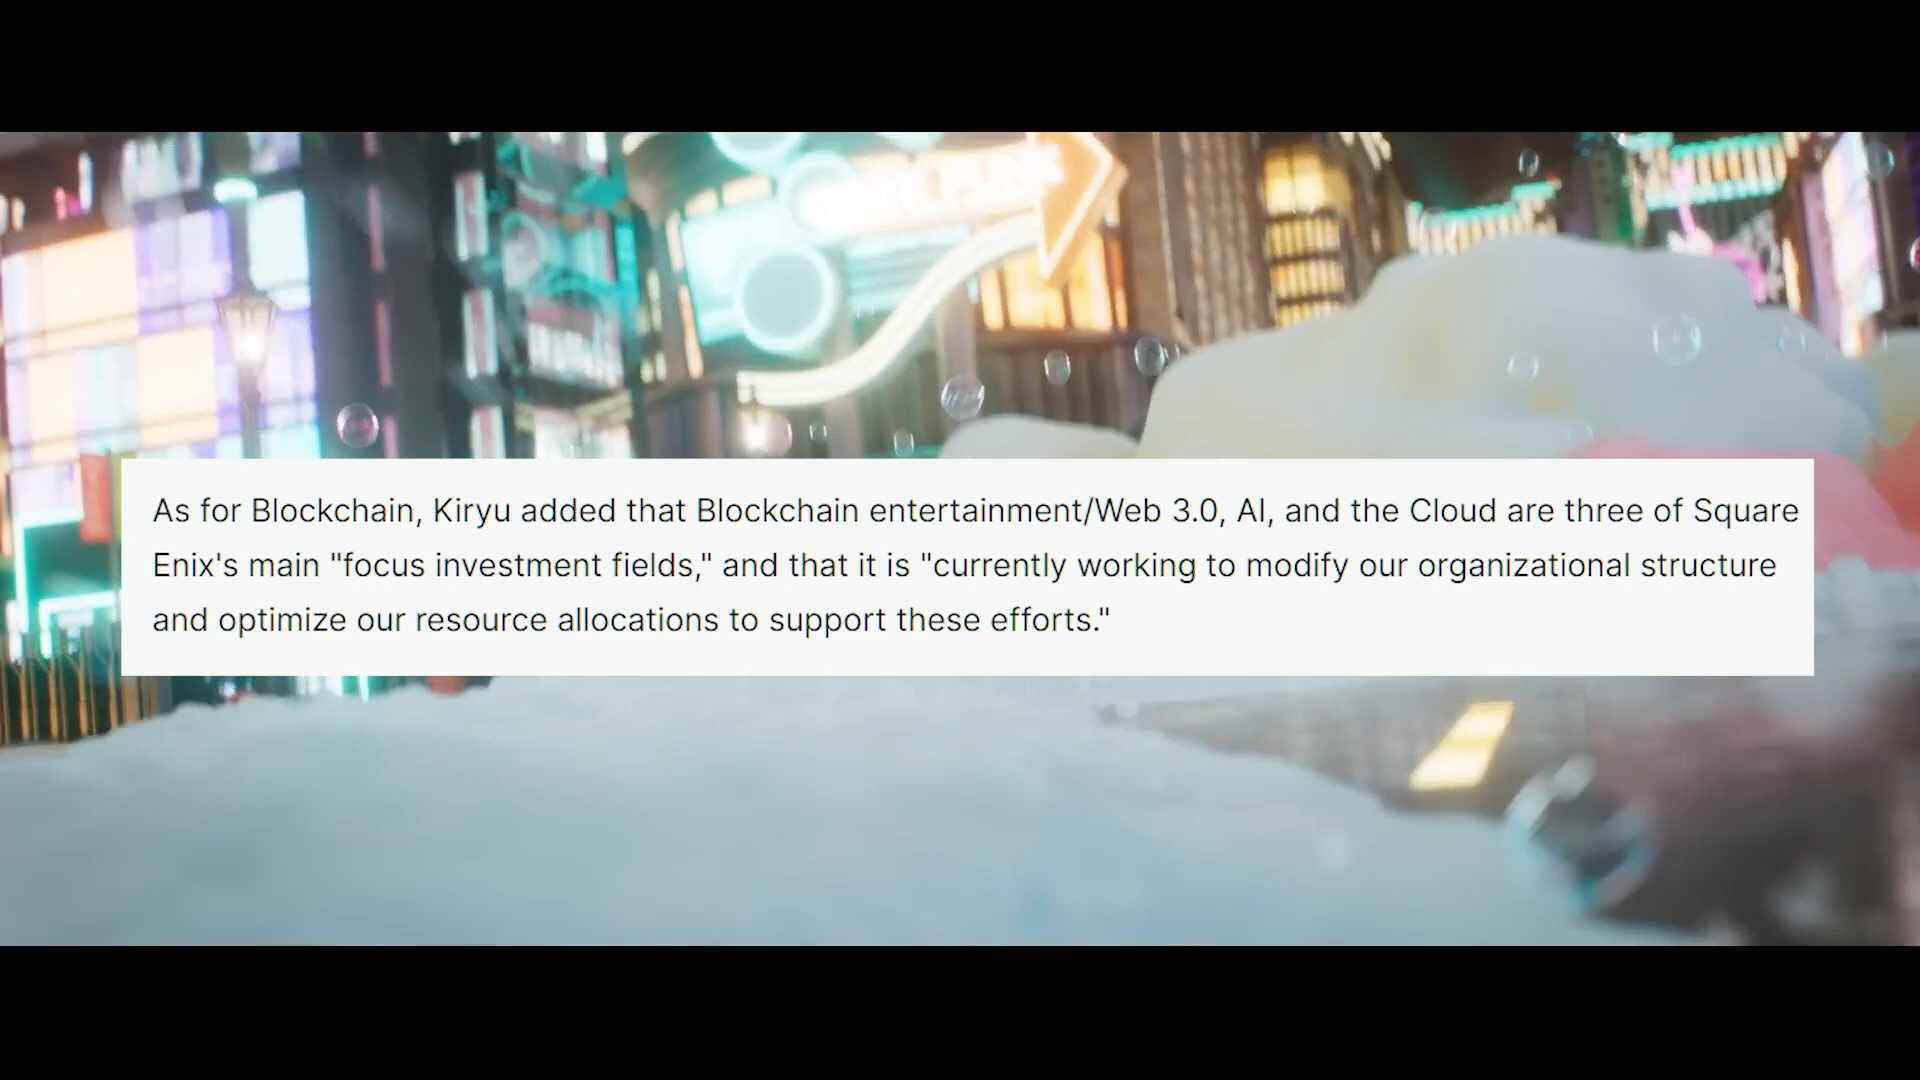 As for Blockchain, Kiryu added that Blockchain entertainment/Web 3.0, AI, and the Cloud are three of Square
Enix's main "focus investment fields," and that it is "currently working to modify our organizational structure
and optimize our resource allocations to support these efforts."